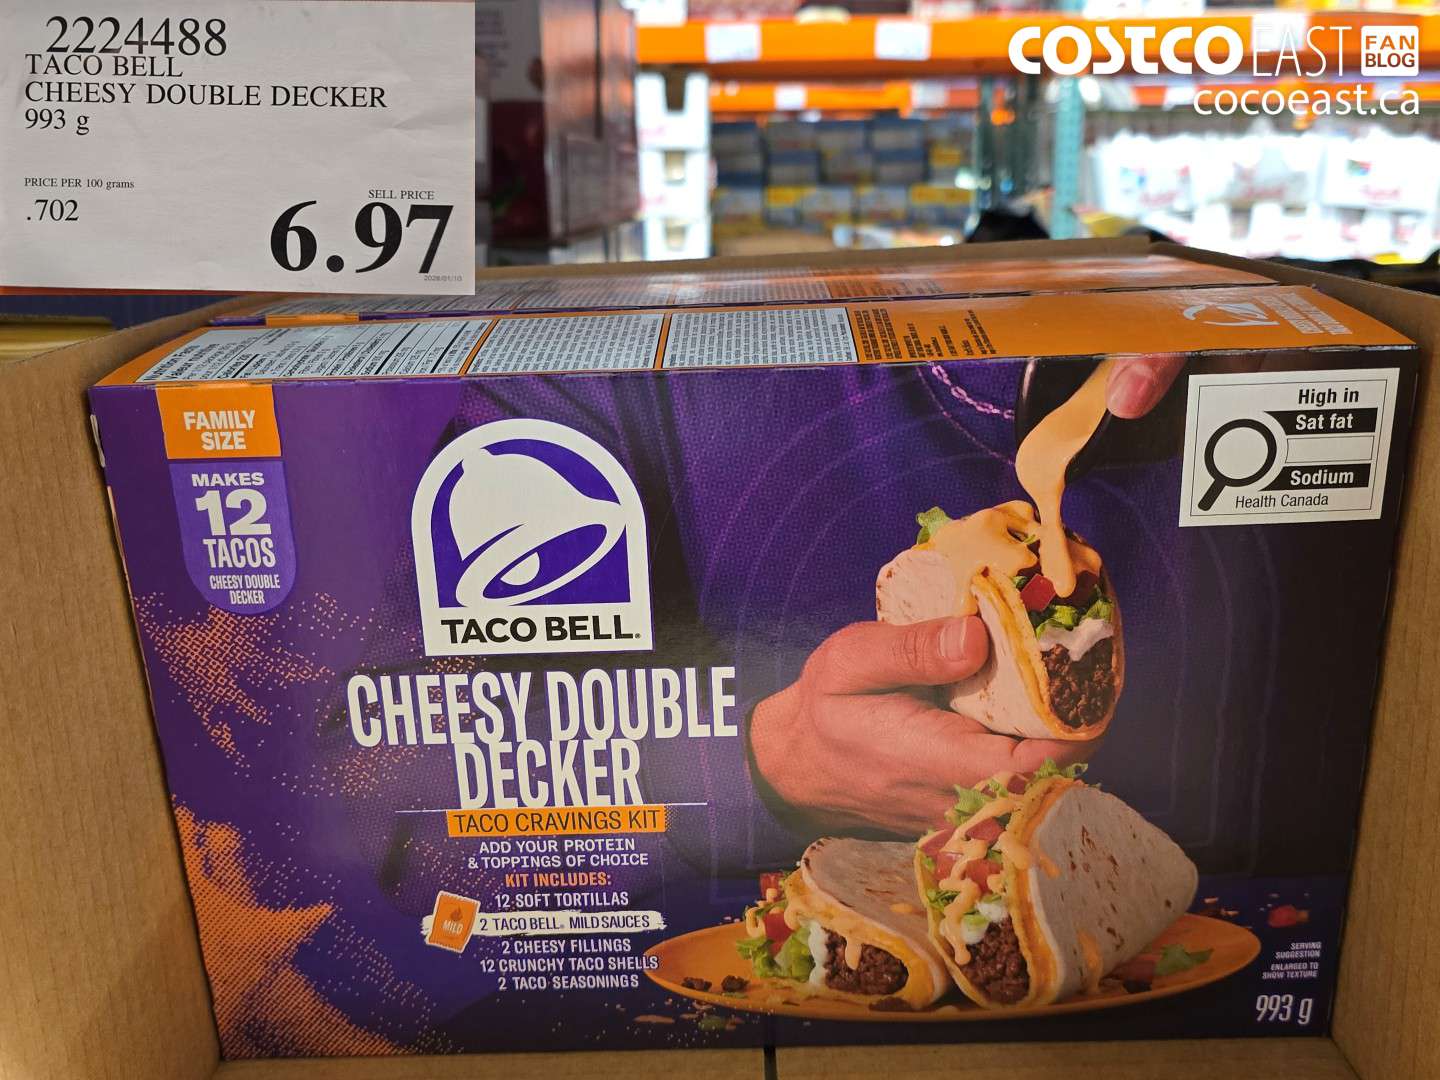 2224488
TACO BELL
CHEESY DOUBLE DECKER
993 g
PRICE PER 100 grams
.702
SELL PRICE
6.97
COSTCO EAST FAN BLOG
cocoeast.ca
FAMILY
SIZE
MAKES
12
TACOS
CHEESY DOUBLE
DECKER
High in
Sat fat
Sodium
Health Canada
TACO BELL®
CHEESY DOUBLE
DECKER
TACO CRAVINGS KIT
ADD YOUR PROTEIN
& TOPPINGS OF CHOICE
KIT INCLUDES:
12 SOFT TORTILLAS
MILD
2 TACO BELL® MILD SAUCES
2 CHEESY FILLINGS
12 CRUNCHY TACO SHELLS
2 TACO SEASONINGS
SERVING
SUGGESTION
ENLARGED TO
SHOW TEXTURE
993 g